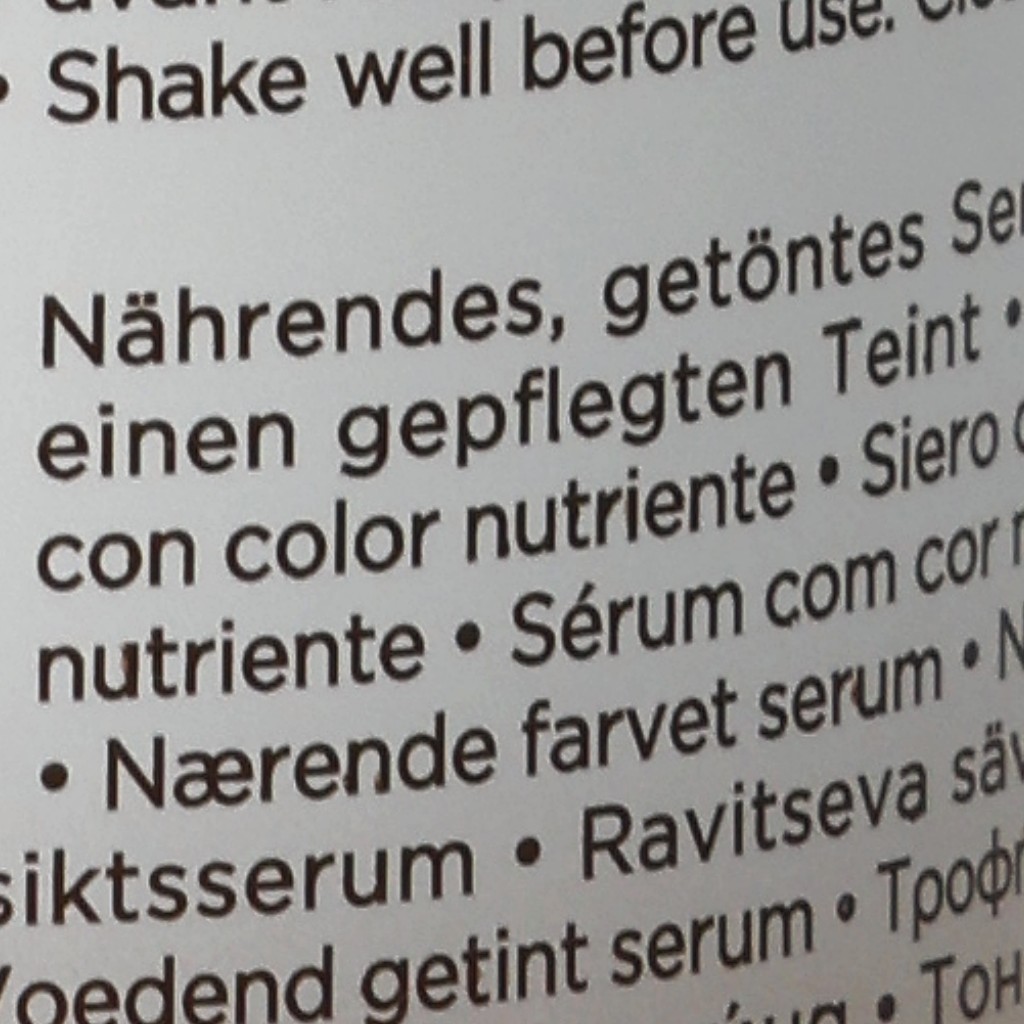 • Shake well before use.
Nährendes, getöntes
einen gepflegten Teint •
con color nutriente • Siero
nutriente • Sérum com cor
• Nærende farvet serum •
siktsserum • Ravitseva
Voedend getint serum •
•